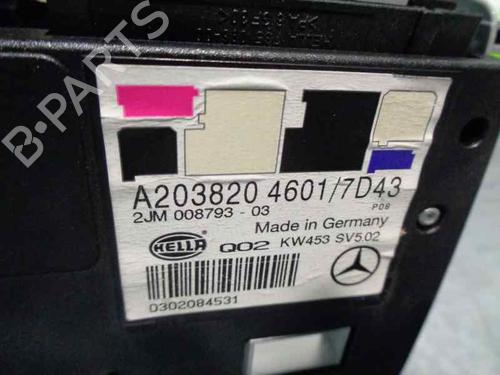 A203820 4601/7D43
2JM 008793 - 03
P08
Made in Germany
HELLA Q02 KW453 SV5.02
0302084531
B-PARTS